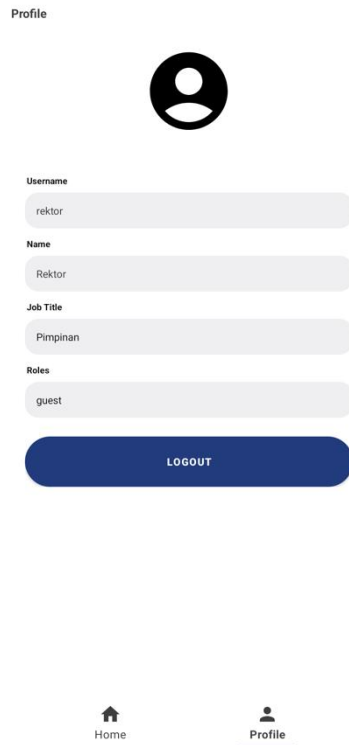 Profile
Username
rektor
Name
Rektor
Job Title
Pimpinan
Roles
guest
LOGOUT
Home
Profile